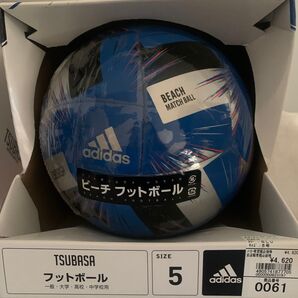 BEACH
MATCH BALL
adidas
ビーチ フットボール
TSUBASA
TSUBASA
フットボール
一般・大学・高校・中学校用
SIZE
5
adidas
¥4,620
0061